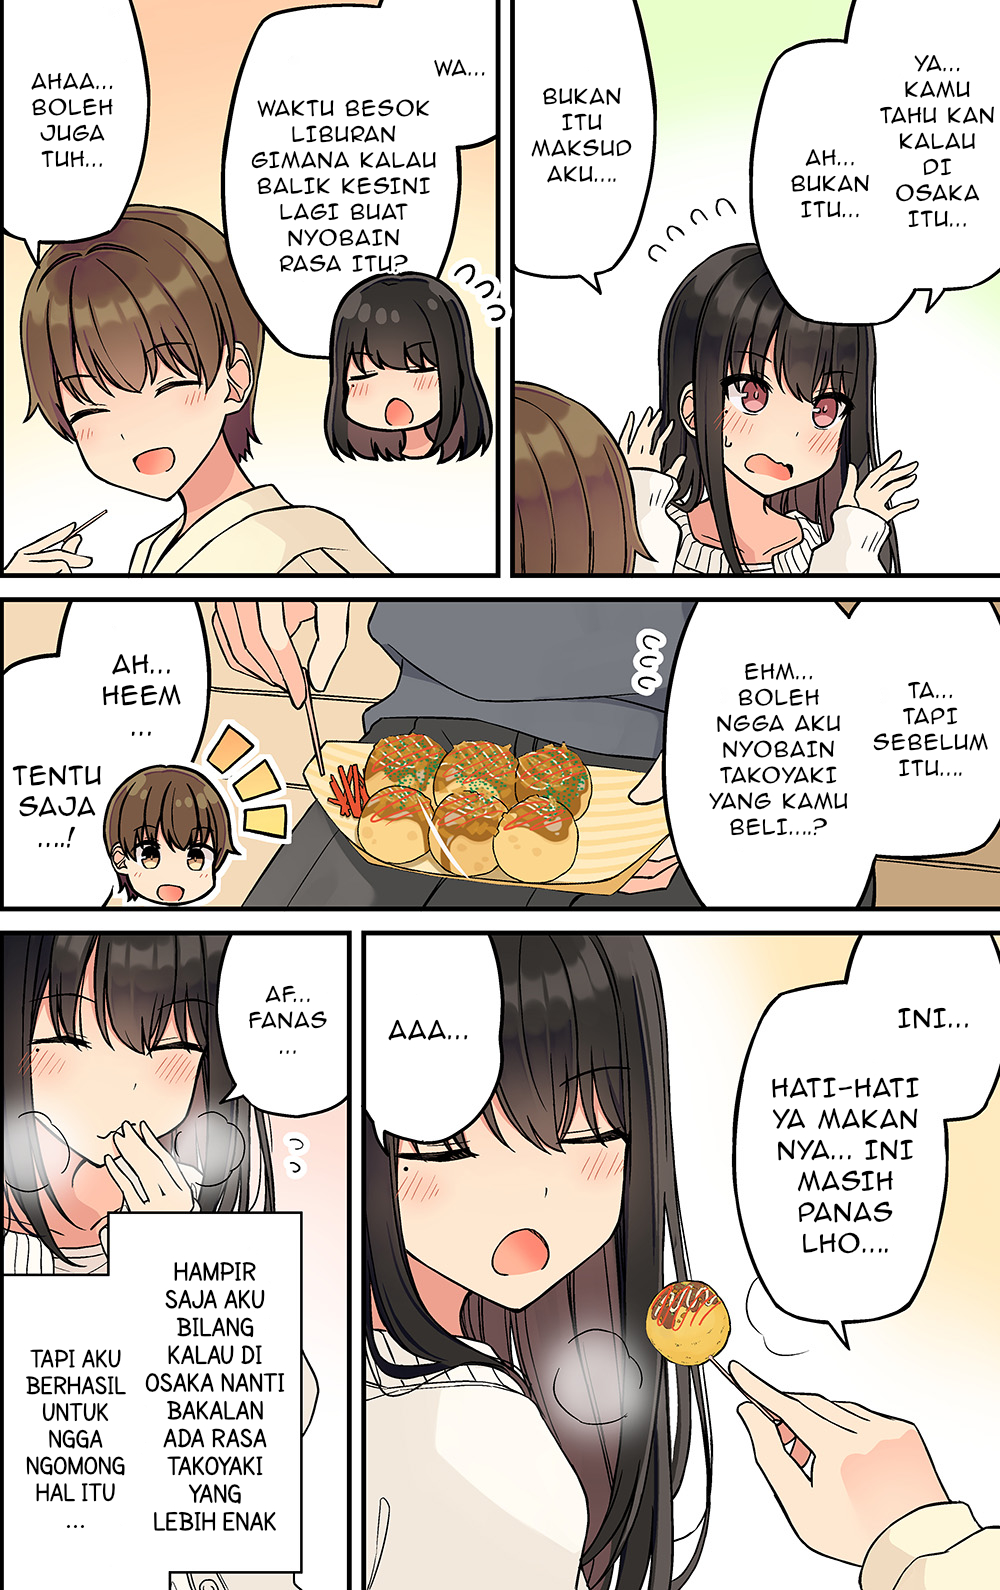 YA...
KAMU
TAHU KAN
KALAU
DI
OSAKA
ITU...
AH...
BUKAN
ITU...
BUKAN
ITU
MAKSUD
AKU....
WA...
WAKTU BESOK
LIBURAN
GIMANA KALAU
BALIK KESINI
LAGI BUAT
NYOBAIN
RASA ITU?
AHAA...
BOLEH
JUGA
TUH...
TA...
TAPI
SEBELUM
ITU....
EHM...
BOLEH
NGGA AKU
NYOBAIN
TAKOYAKI
YANG KAMU
BELI....?
AH...
HEEM
...
TENTU
SAJA
....!
INI...
HATI-HATI
YA MAKAN
NYA... INI
MASIH
PANAS
LHO....
AAA...
AF...
FANAS
...
HAMPIR
SAJA AKU
BILANG
KALAU DI
OSAKA NANTI
BAKALAN
ADA RASA
TAKOYAKI
YANG
LEBIH ENAK
TAPI AKU
BERHASIL
UNTUK
NGGA
NGOMONG
HAL ITU
...